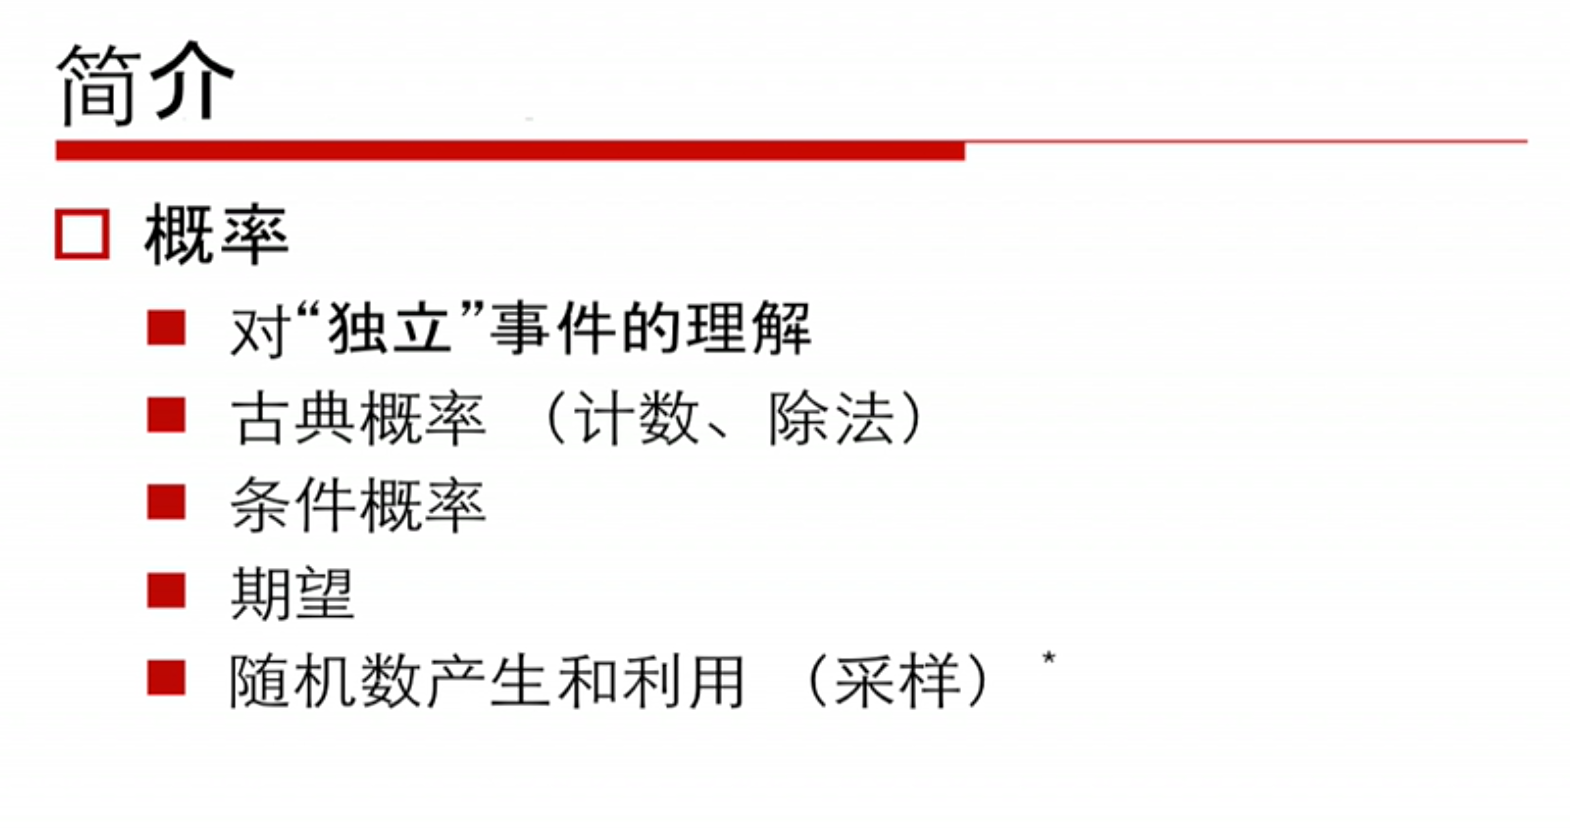 简介
概率
对“独立”事件的理解
古典概率 （计数、除法）
条件概率
期望
随机数产生和利用 （采样） *